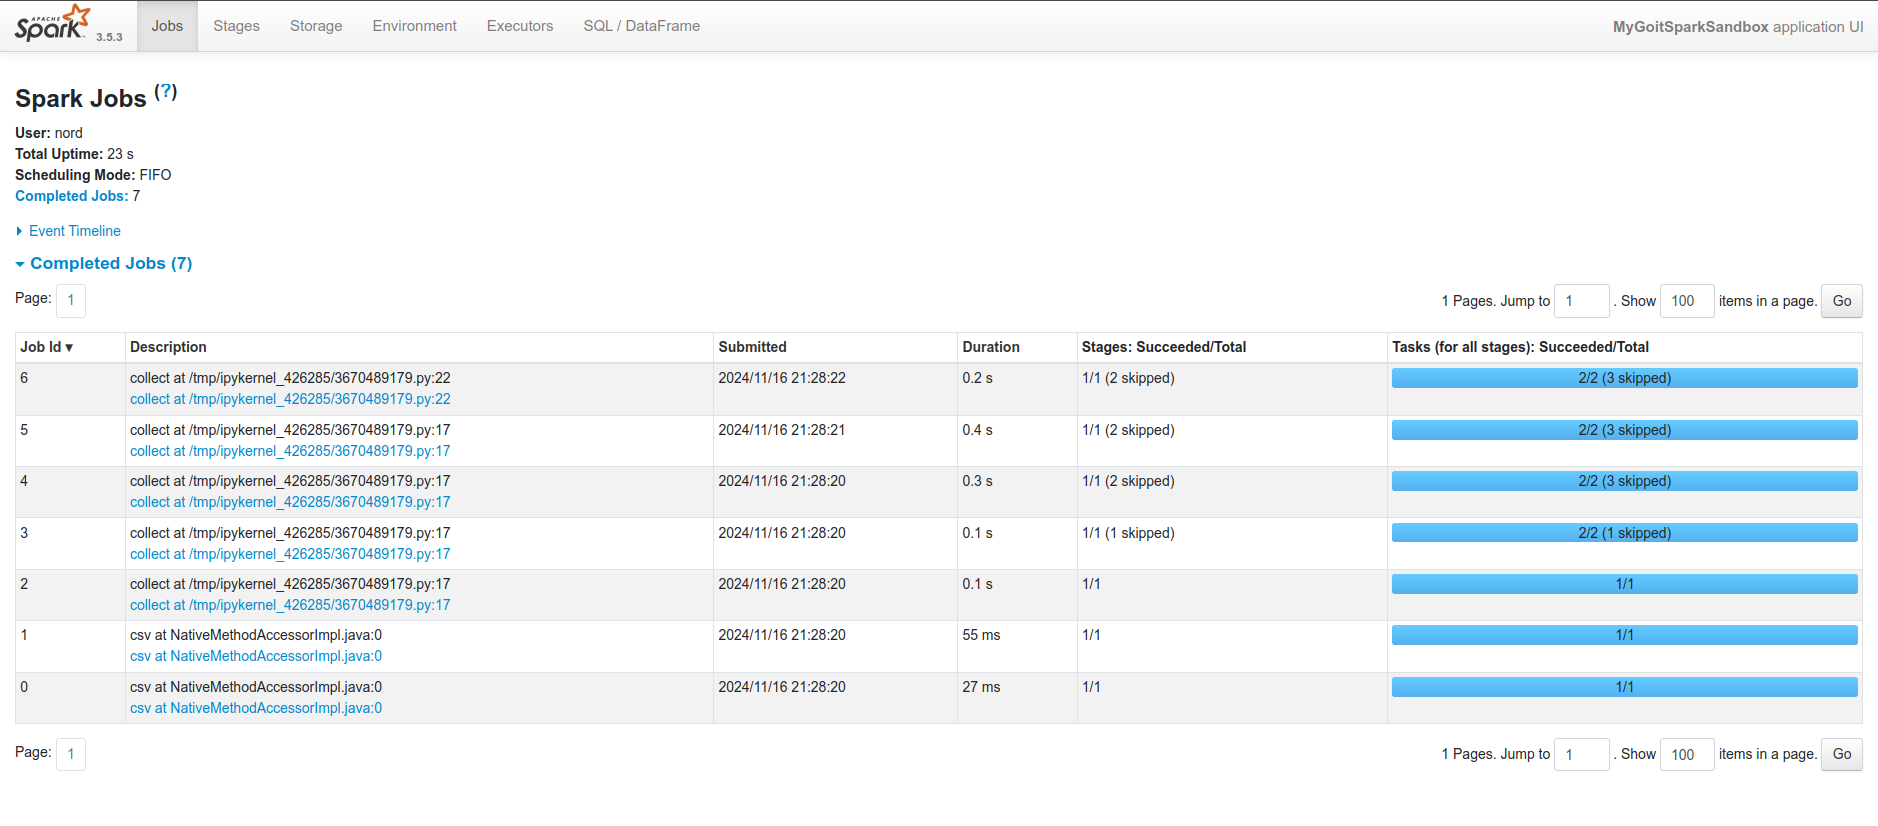 APACHE Spark 3.5.3 Jobs Stages Storage Environment Executors SQL / DataFrame MyGoitSparkSandbox application UI
Spark Jobs (?)
User: nord
Total Uptime: 23 s
Scheduling Mode: FIFO
Completed Jobs: 7
Event Timeline
Completed Jobs (7)
Page: 1 1 Pages. Jump to 1 . Show 100 items in a page. Go
Job Id ▾ Description Submitted Duration Stages: Succeeded/Total Tasks (for all stages): Succeeded/Total
6 collect at /tmp/ipykernel_426285/3670489179.py:22 2024/11/16 21:28:22 0.2 s 1/1 (2 skipped) 2/2 (3 skipped)
collect at /tmp/ipykernel_426285/3670489179.py:22
5 collect at /tmp/ipykernel_426285/3670489179.py:17 2024/11/16 21:28:21 0.4 s 1/1 (2 skipped) 2/2 (3 skipped)
collect at /tmp/ipykernel_426285/3670489179.py:17
4 collect at /tmp/ipykernel_426285/3670489179.py:17 2024/11/16 21:28:20 0.3 s 1/1 (2 skipped) 2/2 (3 skipped)
collect at /tmp/ipykernel_426285/3670489179.py:17
3 collect at /tmp/ipykernel_426285/3670489179.py:17 2024/11/16 21:28:20 0.1 s 1/1 (1 skipped) 2/2 (1 skipped)
collect at /tmp/ipykernel_426285/3670489179.py:17
2 collect at /tmp/ipykernel_426285/3670489179.py:17 2024/11/16 21:28:20 0.1 s 1/1 1/1
collect at /tmp/ipykernel_426285/3670489179.py:17
1 csv at NativeMethodAccessorImpl.java:0 2024/11/16 21:28:20 55 ms 1/1 1/1
csv at NativeMethodAccessorImpl.java:0
0 csv at NativeMethodAccessorImpl.java:0 2024/11/16 21:28:20 27 ms 1/1 1/1
csv at NativeMethodAccessorImpl.java:0
Page: 1 1 Pages. Jump to 1 . Show 100 items in a page. Go